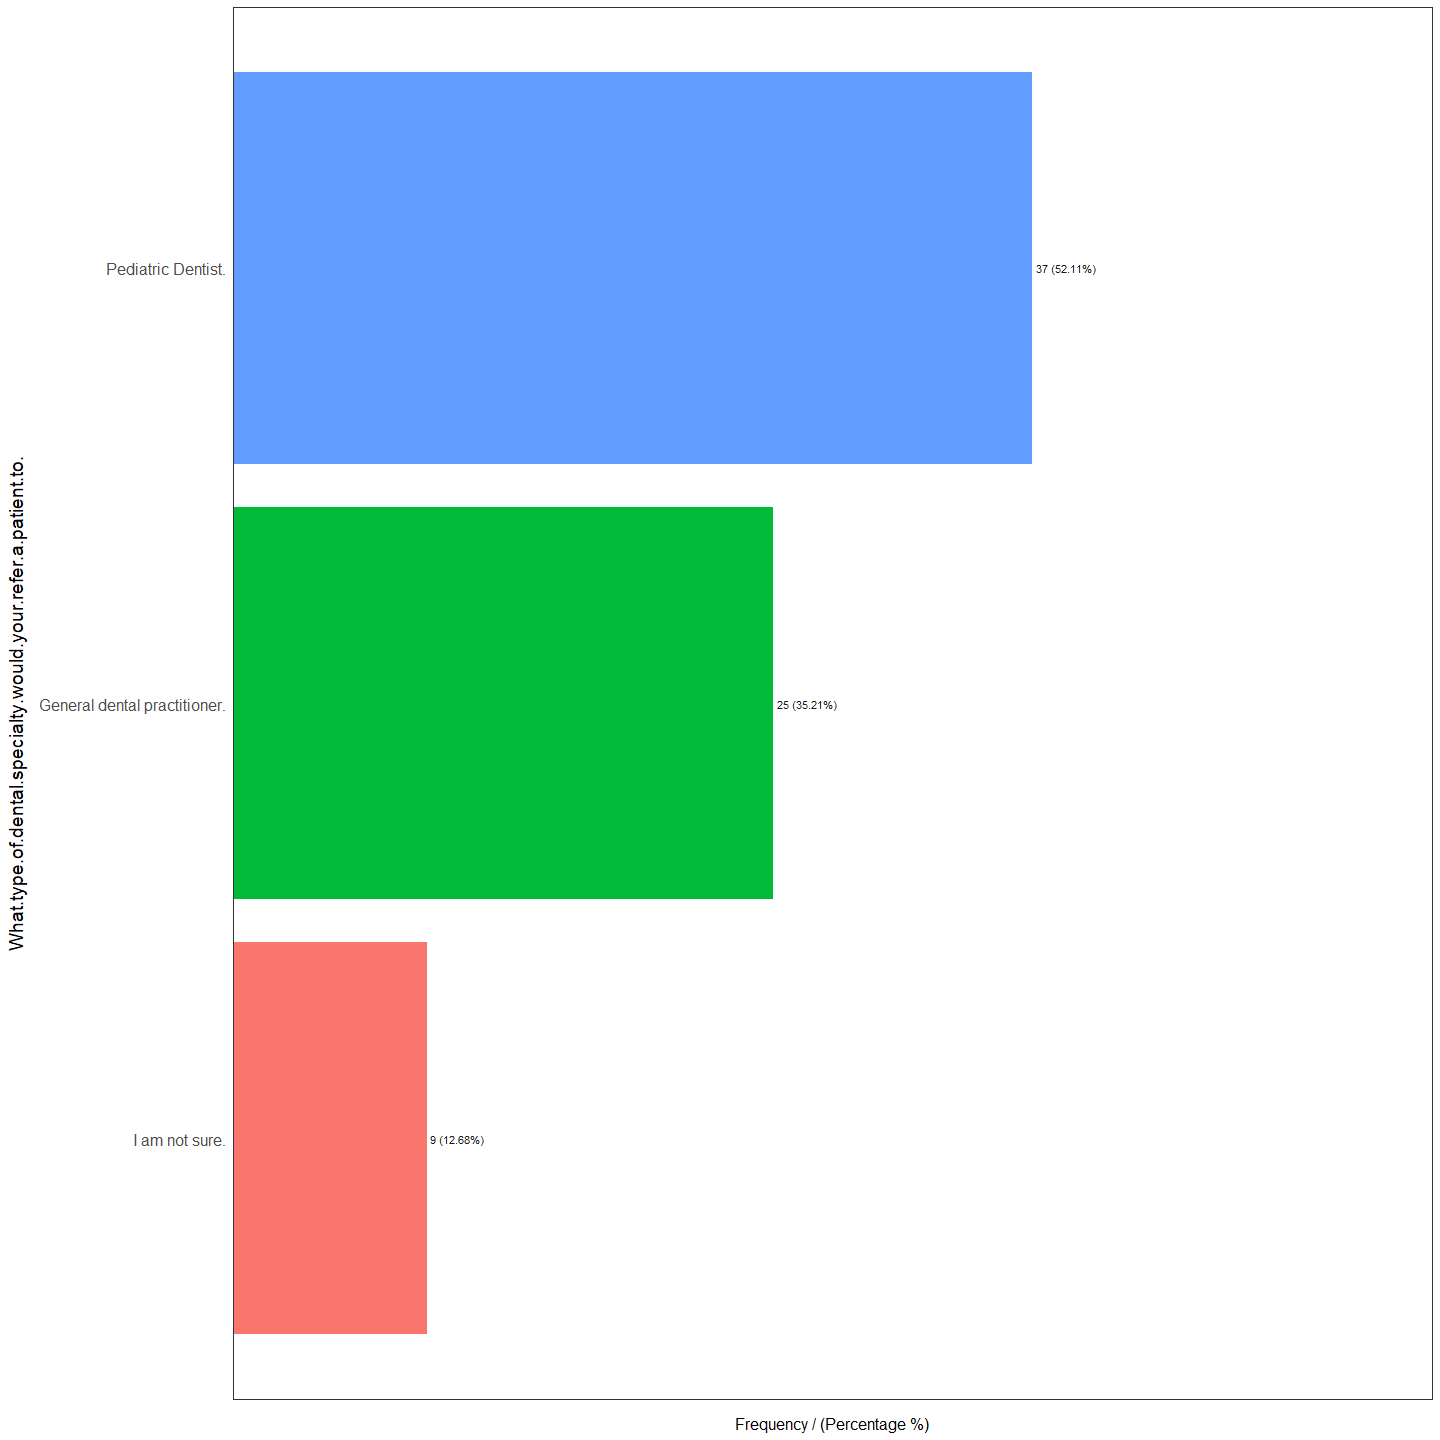 What.type.of.dental.specialty.would.your.refer.a.patient.to.
Pediatric Dentist.
37 (52.11%)
General dental practitioner.
25 (35.21%)
I am not sure.
9 (12.68%)
Frequency / (Percentage %)